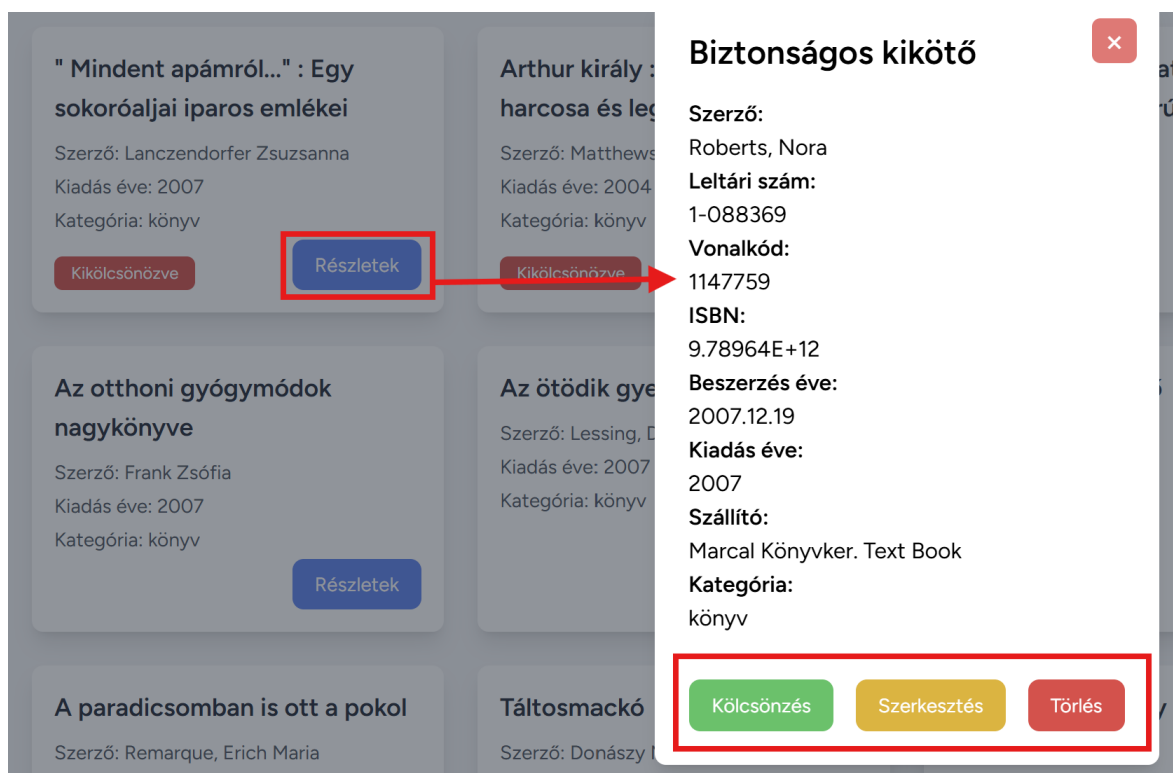 " Mindent apámról..." : Egy
sokoróaljai iparos emlékei
Szerző: Lanczendorfer Zsuzsanna
Kiadás éve: 2007
Kategória: könyv
Kikölcsönözve
Részletek
Arthur király :
harcosa és
Szerző: Matthews
Kiadás éve: 2004
Kategória: könyv
Kikölcsönözve
Az otthoni gyógymódok
nagykönyve
Szerző: Frank Zsófia
Kiadás éve: 2007
Kategória: könyv
Részletek
Az ötödik
Szerző: Lessing,
Kiadás éve: 2007
Kategória: könyv
A paradicsomban is ott a pokol
Szerző: Remarque, Erich Maria
Táltosmackó
Szerző: Donászy
Biztonságos kikötő
×
Szerző:
Roberts, Nora
Leltári szám:
1-088369
Vonalkód:
1147759
ISBN:
9.78964E+12
Beszerzés éve:
2007.12.19
Kiadás éve:
2007
Szállító:
Marcal Könyvker. Text Book
Kategória:
könyv
Kölcsönzés
Szerkesztés
Törlés